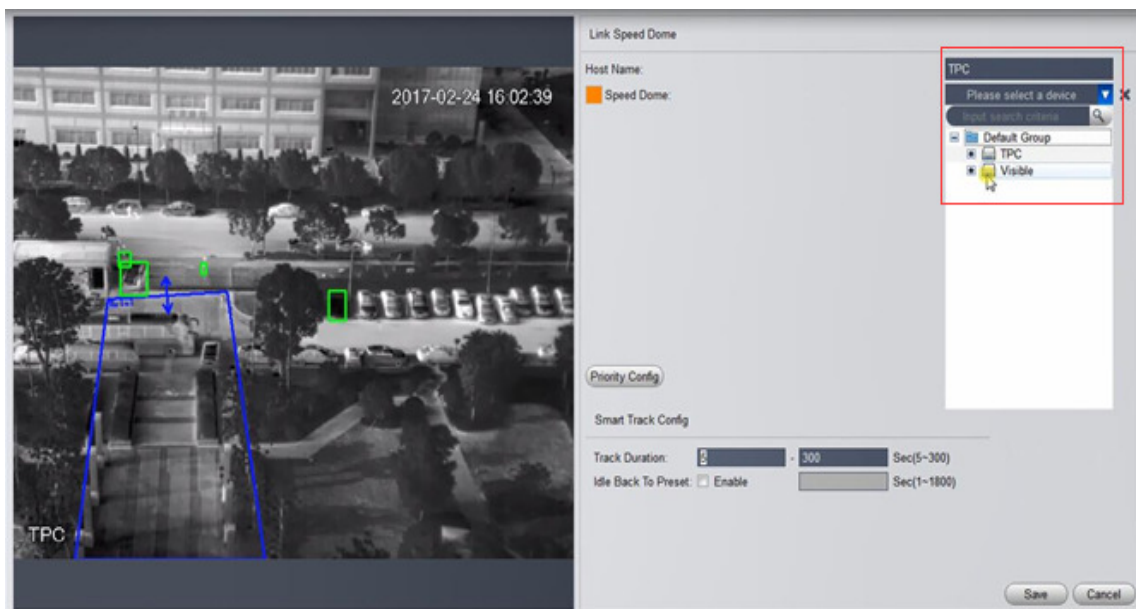 Link Speed Dome
2017-02-24 16:02:39
Host Name:
TPC
Speed Dome:
Please select a device
Input search criteria
Default Group
TPC
Visible
TPC
Priority Config
Smart Track Config
Track Duration: 5 - 300 Sec(5~300)
Idle Back To Preset: Enable Sec(1~1800)
Save Cancel